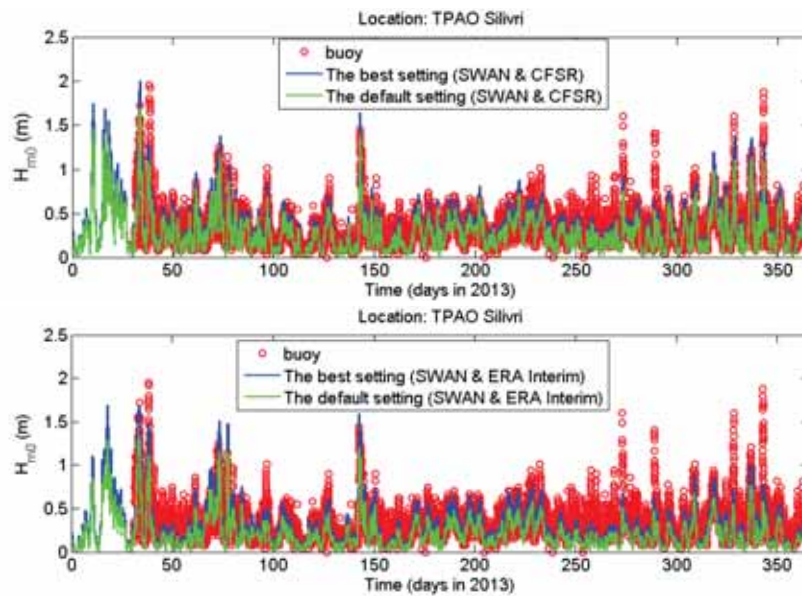 Location: TPAO Silivri
2.5
2
1.5
1
0.5
0
H_m0 (m)
buoy
The best setting (SWAN & CFSR)
The default setting (SWAN & CFSR)
0 50 100 150 200 250 300 350
Time (days in 2013)
Location: TPAO Silivri
2.5
2
1.5
1
0.5
0
H_m0 (m)
buoy
The best setting (SWAN & ERA Interim)
The default setting (SWAN & ERA Interim)
0 50 100 150 200 250 300 350
Time (days in 2013)